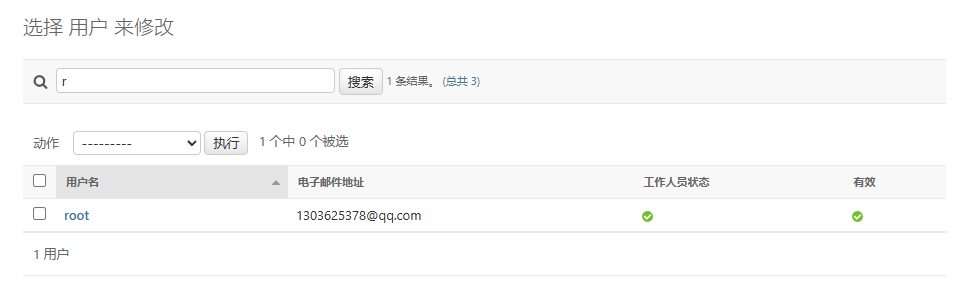 选择 用户 来修改
r 搜索 1 条结果。 (总共 3)
动作 --------- 执行 1 个中 0 个被选
用户名 电子邮件地址 工作人员状态 有效
root 1303625378@qq.com
1 用户